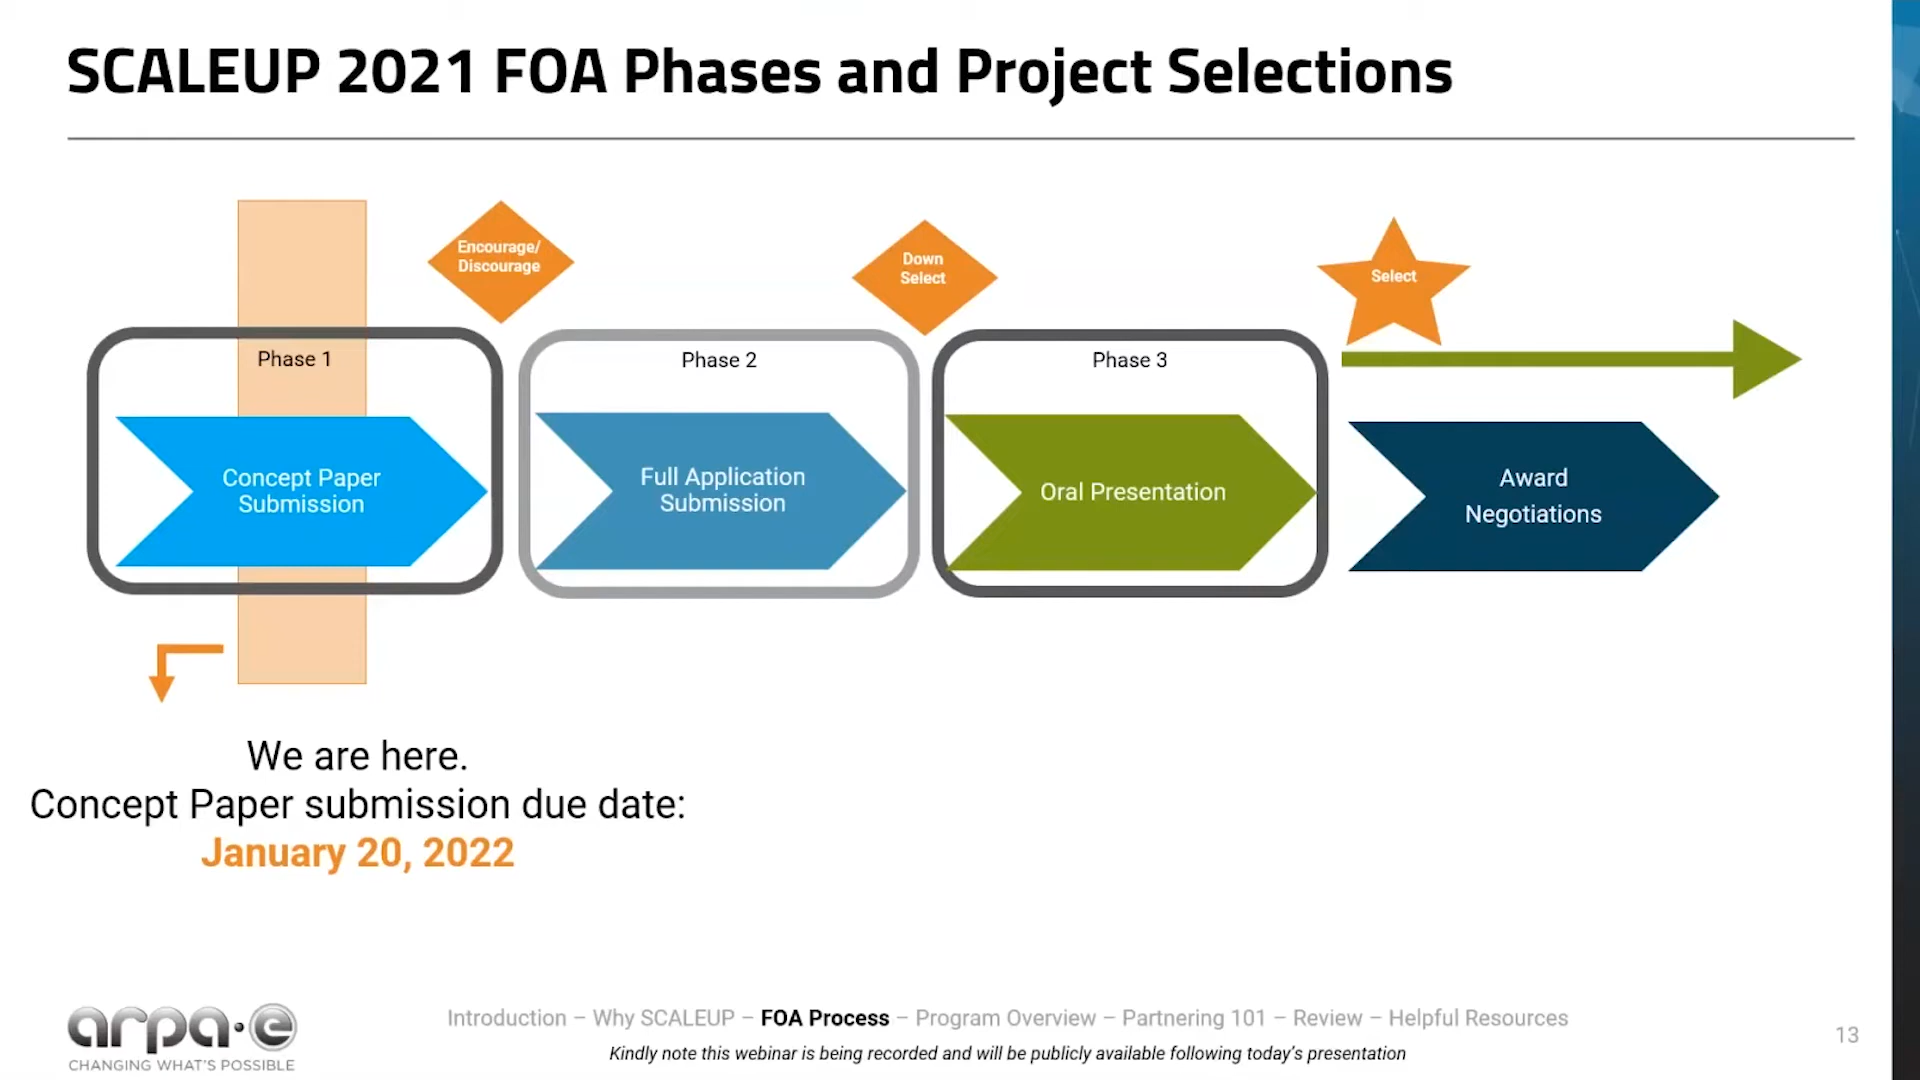 SCALEUP 2021 FOA Phases and Project Selections
Encourage/
Discourage
Down
Select
Select
Phase 1
Phase 2
Phase 3
Concept Paper
Submission
Full Application
Submission
Oral Presentation
Award
Negotiations
We are here.
Concept Paper submission due date:
January 20, 2022
arpa·e
CHANGING WHAT'S POSSIBLE
Introduction – Why SCALEUP – FOA Process – Program Overview – Partnering 101 – Review – Helpful Resources
Kindly note this webinar is being recorded and will be publicly available following today's presentation
13